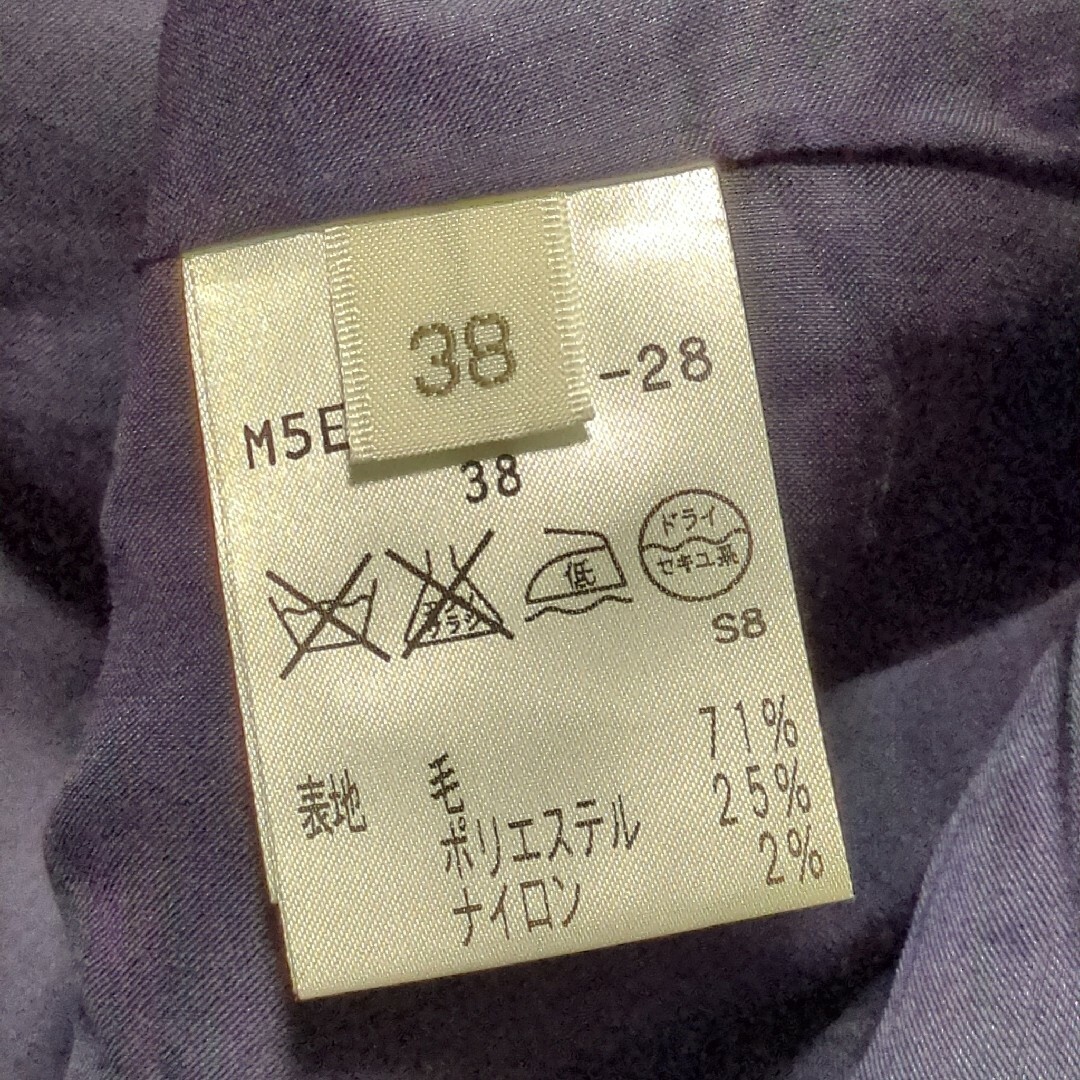 38
M5E -28
38
低
ドライ
セキユ系
S8
表地 毛 71%
ポリエステル 25%
ナイロン 2%